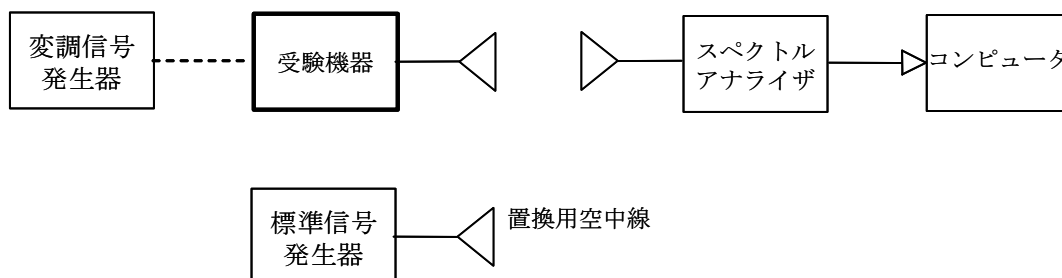 変調信号
発生器
受験機器
スペクトル
アナライザ
コンピュータ
標準信号
発生器
置換用空中線